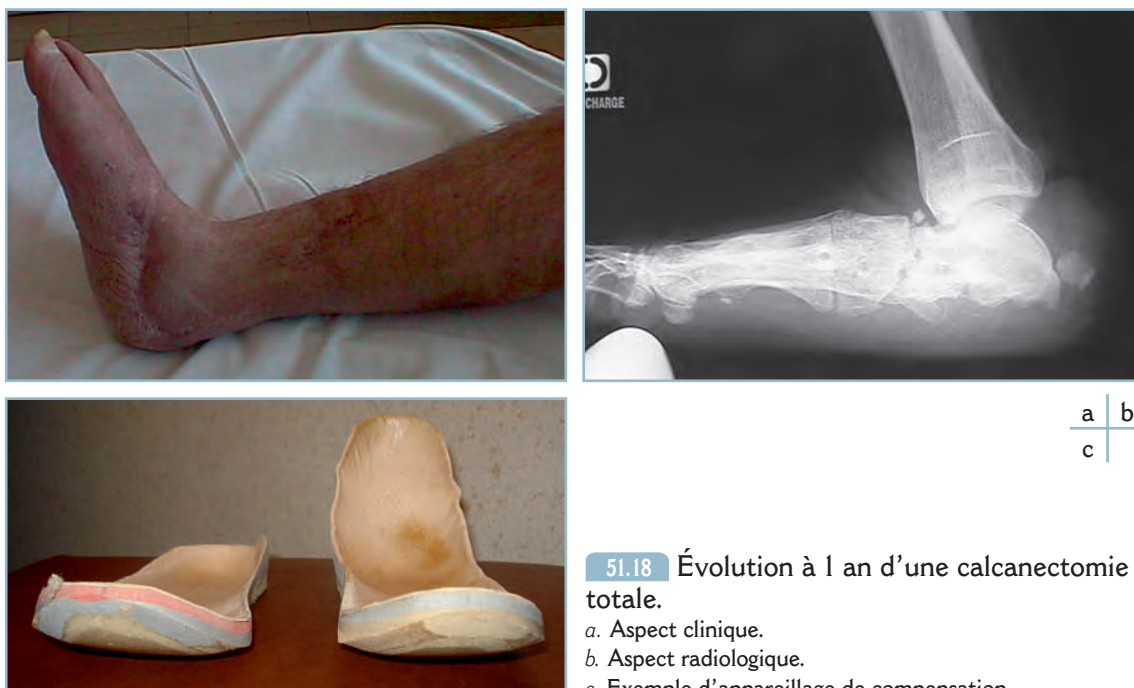 CHARGE
a b
c
51.18 Évolution à 1 an d’une calcanectomie
totale.
a. Aspect clinique.
b. Aspect radiologique.
c. Exemple d’appareillage de compensation